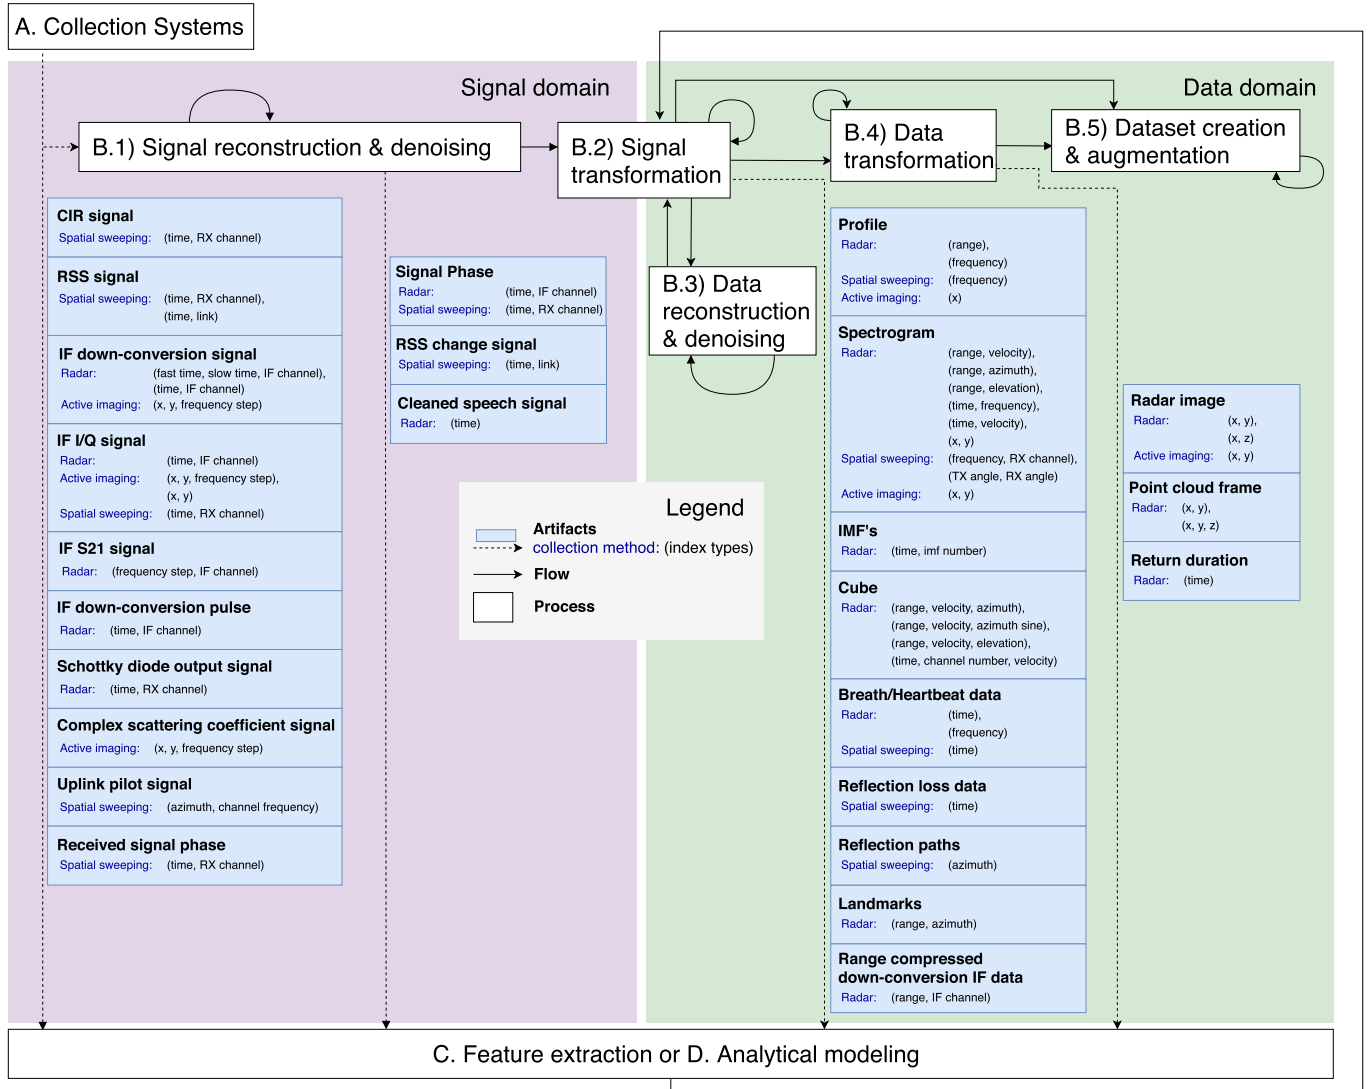 A. Collection Systems
Signal domain
Data domain
B.1) Signal reconstruction & denoising
B.2) Signal
transformation
B.3) Data
reconstruction
& denoising
B.4) Data
transformation
B.5) Dataset creation
& augmentation
CIR signal
Spatial sweeping: (time, RX channel)
RSS signal
Spatial sweeping: (time, RX channel),
(time, link)
IF down-conversion signal
Radar: (fast time, slow time, IF channel),
(time, IF channel)
Active imaging: (x, y, frequency step)
IF I/Q signal
Radar: (time, IF channel)
Active imaging: (x, y, frequency step),
(x, y)
Spatial sweeping: (time, RX channel)
IF S21 signal
Radar: (frequency step, IF channel)
IF down-conversion pulse
Radar: (time, IF channel)
Schottky diode output signal
Radar: (time, RX channel)
Complex scattering coefficient signal
Active imaging: (x, y, frequency step)
Uplink pilot signal
Spatial sweeping: (azimuth, channel frequency)
Received signal phase
Spatial sweeping: (time, RX channel)
Signal Phase
Radar: (time, IF channel)
Spatial sweeping: (time, RX channel)
RSS change signal
Spatial sweeping: (time, link)
Cleaned speech signal
Radar: (time)
Legend
Artifacts
collection method: (index types)
Flow
Process
Profile
Radar: (range),
(frequency)
Spatial sweeping: (frequency)
Active imaging: (x)
Spectrogram
Radar: (range, velocity),
(range, azimuth),
(range, elevation),
(time, frequency),
(time, velocity),
(x, y)
Spatial sweeping: (frequency, RX channel),
(TX angle, RX angle)
Active imaging: (x, y)
IMF's
Radar: (time, imf number)
Cube
Radar: (range, velocity, azimuth),
(range, velocity, azimuth sine),
(range, velocity, elevation),
(time, channel number, velocity)
Breath/Heartbeat data
Radar: (time),
(frequency)
Spatial sweeping: (time)
Reflection loss data
Spatial sweeping: (time)
Reflection paths
Spatial sweeping: (azimuth)
Landmarks
Radar: (range, azimuth)
Range compressed
down-conversion IF data
Radar: (range, IF channel)
Radar image
Radar: (x, y),
(x, z)
Active imaging: (x, y)
Point cloud frame
Radar: (x, y),
(x, y, z)
Return duration
Radar: (time)
C. Feature extraction or D. Analytical modeling